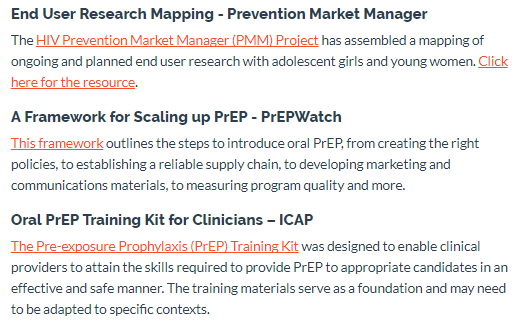 End User Research Mapping - Prevention Market Manager
The HIV Prevention Market Manager (PMM) Project has assembled a mapping of
ongoing and planned end user research with adolescent girls and young women. Click
here for the resource.
A Framework for Scaling up PrEP - PrEPWatch
This framework outlines the steps to introduce oral PrEP, from creating the right
policies, to establishing a reliable supply chain, to developing marketing and
communications materials, to measuring program quality and more.
Oral PrEP Training Kit for Clinicians – ICAP
The Pre-exposure Prophylaxis (PrEP) Training Kit was designed to enable clinical
providers to attain the skills required to provide PrEP to appropriate candidates in an
effective and safe manner. The training materials serve as a foundation and may need
to be adapted to specific contexts.